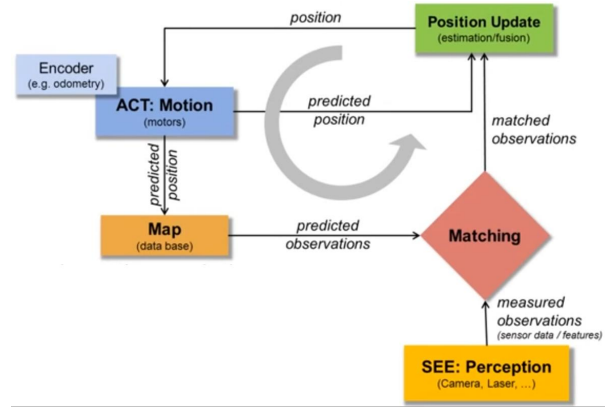 position
Position Update
(estimation/fusion)
Encoder
(e.g. odometry)
ACT: Motion
(motors)
predicted
position
matched
observations
predicted
position
Map
(data base)
predicted
observations
Matching
measured
observations
(sensor data / features)
SEE: Perception
(Camera, Laser, ...)